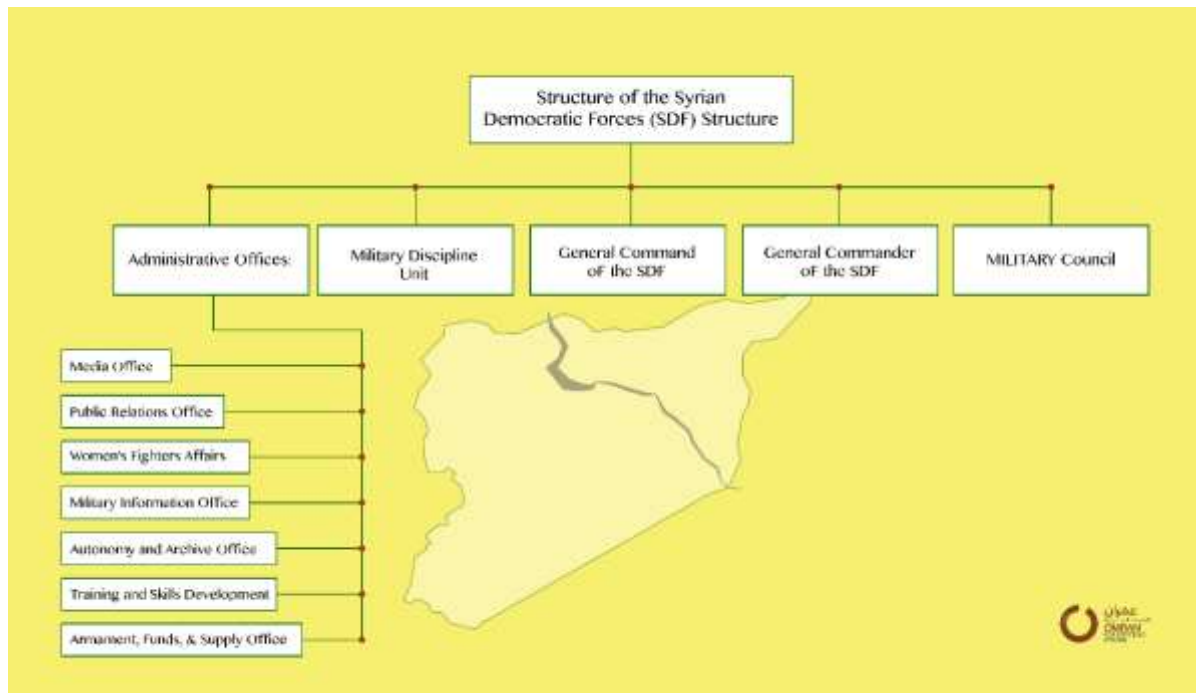 Structure of the Syrian
Democratic Forces (SDF) Structure
Administrative Offices:
Military Discipline
Unit
General Command
of the SDF
General Commander
of the SDF
MILITARY Council
Media Office
Public Relations Office
Women's Fighters Affairs
Military Information Office
Autonomy and Archive Office
Training and Skills Development
Armament, Funds, & Supply Office
عمران
OMRAN